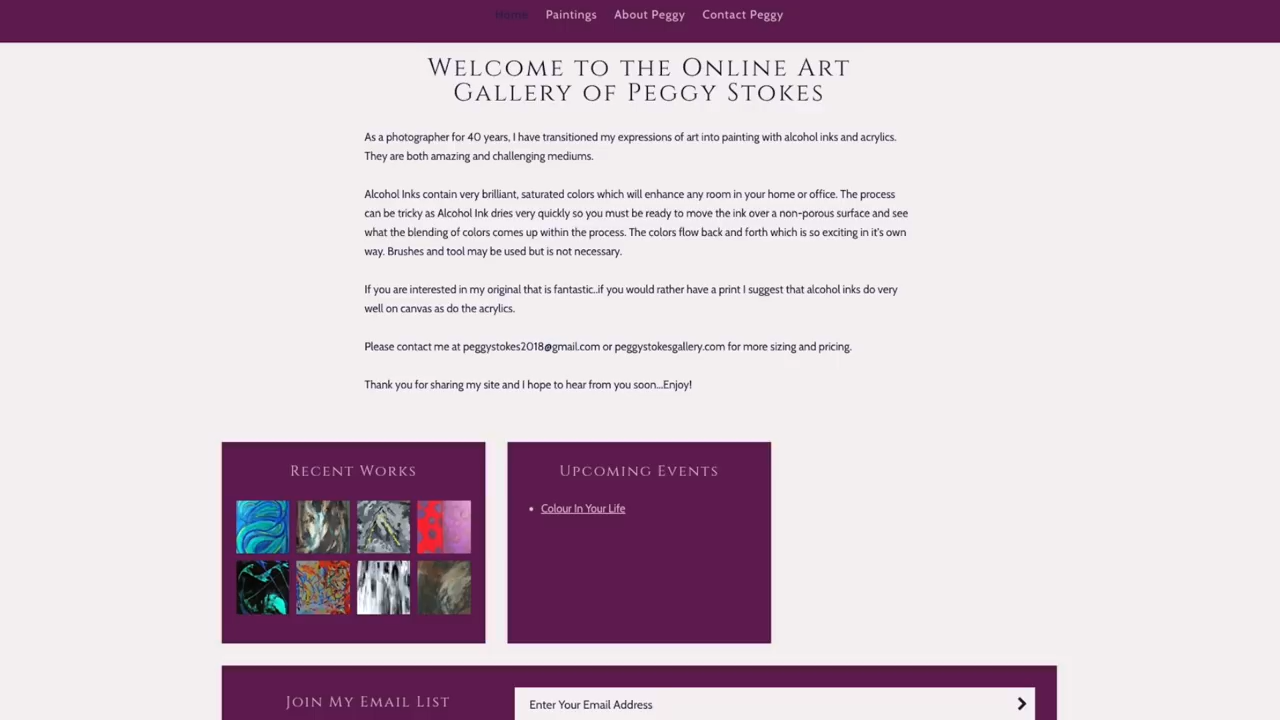 Home Paintings About Peggy Contact Peggy
Welcome to the Online Art
Gallery of Peggy Stokes
As a photographer for 40 years, I have transitioned my expressions of art into painting with alcohol inks and acrylics.
They are both amazing and challenging mediums.
Alcohol Inks contain very brilliant, saturated colors which will enhance any room in your home or office. The process
can be tricky as Alcohol Ink dries very quickly so you must be ready to move the ink over a non-porous surface and see
what the blending of colors comes up within the process. The colors flow back and forth which is so exciting in it's own
way. Brushes and tool may be used but is not necessary.
If you are interested in my original that is fantastic..if you would rather have a print I suggest that alcohol inks do very
well on canvas as do the acrylics.
Please contact me at peggystokes2018@gmail.com or peggystokesgallery.com for more sizing and pricing.
Thank you for sharing my site and I hope to hear from you soon...Enjoy!
Recent Works
Upcoming Events
Colour In Your Life
Join My Email List
Enter Your Email Address